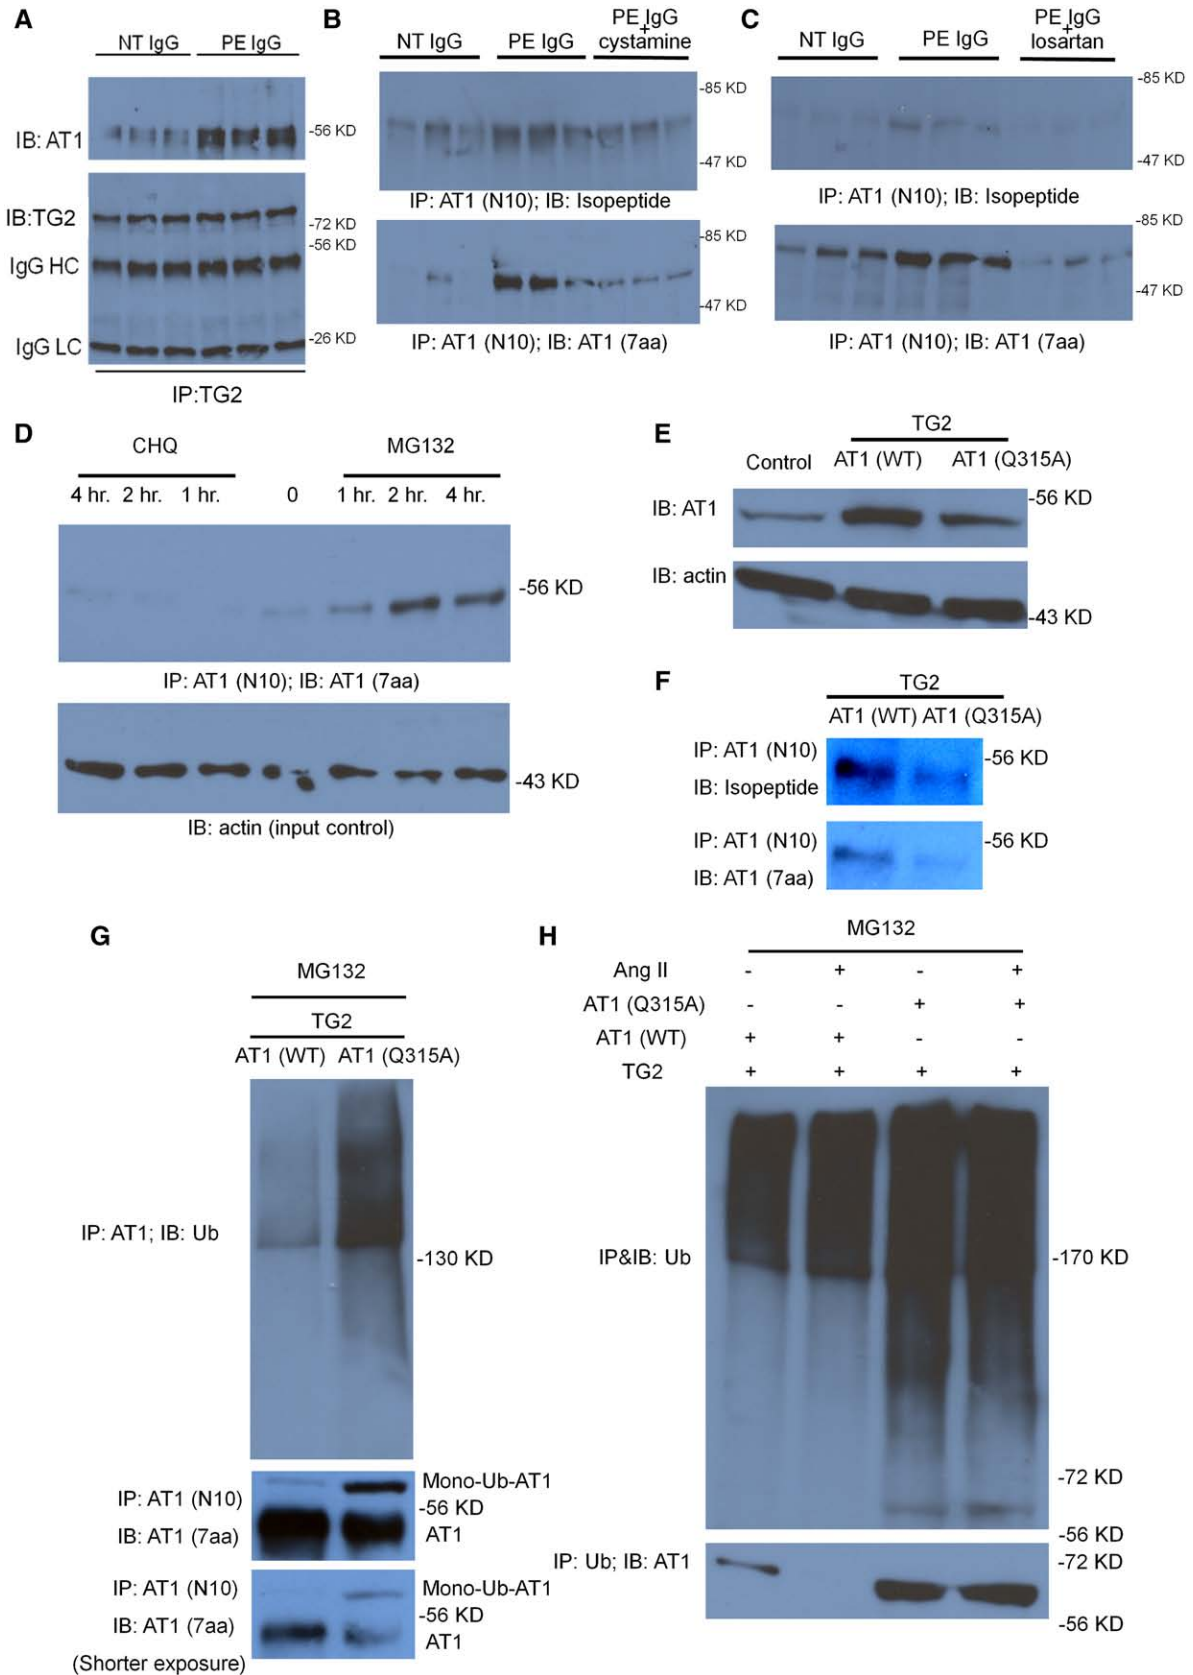 A
NT IgG PE IgG
IB: AT1
-56 KD
IB:TG2
-72 KD
-56 KD
IgG HC
-26 KD
IgG LC
IP:TG2
B
NT IgG PE IgG PE IgG
+
cystamine
-85 KD
-47 KD
IP: AT1 (N10); IB: Isopeptide
-85 KD
-47 KD
IP: AT1 (N10); IB: AT1 (7aa)
C
NT IgG PE IgG PE IgG
+
losartan
-85 KD
-47 KD
IP: AT1 (N10); IB: Isopeptide
-85 KD
-47 KD
IP: AT1 (N10); IB: AT1 (7aa)
D
CHQ MG132
4 hr. 2 hr. 1 hr. 0 1 hr. 2 hr. 4 hr.
-56 KD
IP: AT1 (N10); IB: AT1 (7aa)
-43 KD
IB: actin (input control)
E
TG2
Control AT1 (WT) AT1 (Q315A)
IB: AT1
-56 KD
IB: actin
-43 KD
F
TG2
AT1 (WT) AT1 (Q315A)
IP: AT1 (N10)
IB: Isopeptide
-56 KD
IP: AT1 (N10)
IB: AT1 (7aa)
-56 KD
G
MG132
TG2
AT1 (WT) AT1 (Q315A)
IP: AT1; IB: Ub
-130 KD
IP: AT1 (N10)
IB: AT1 (7aa)
Mono-Ub-AT1
-56 KD
AT1
IP: AT1 (N10)
IB: AT1 (7aa)
(Shorter exposure)
Mono-Ub-AT1
-56 KD
AT1
H
MG132
Ang II - + - +
AT1 (Q315A) - - + +
AT1 (WT) + + - -
TG2 + + + +
IP&IB: Ub
-170 KD
-72 KD
-56 KD
IP: Ub; IB: AT1
-72 KD
-56 KD